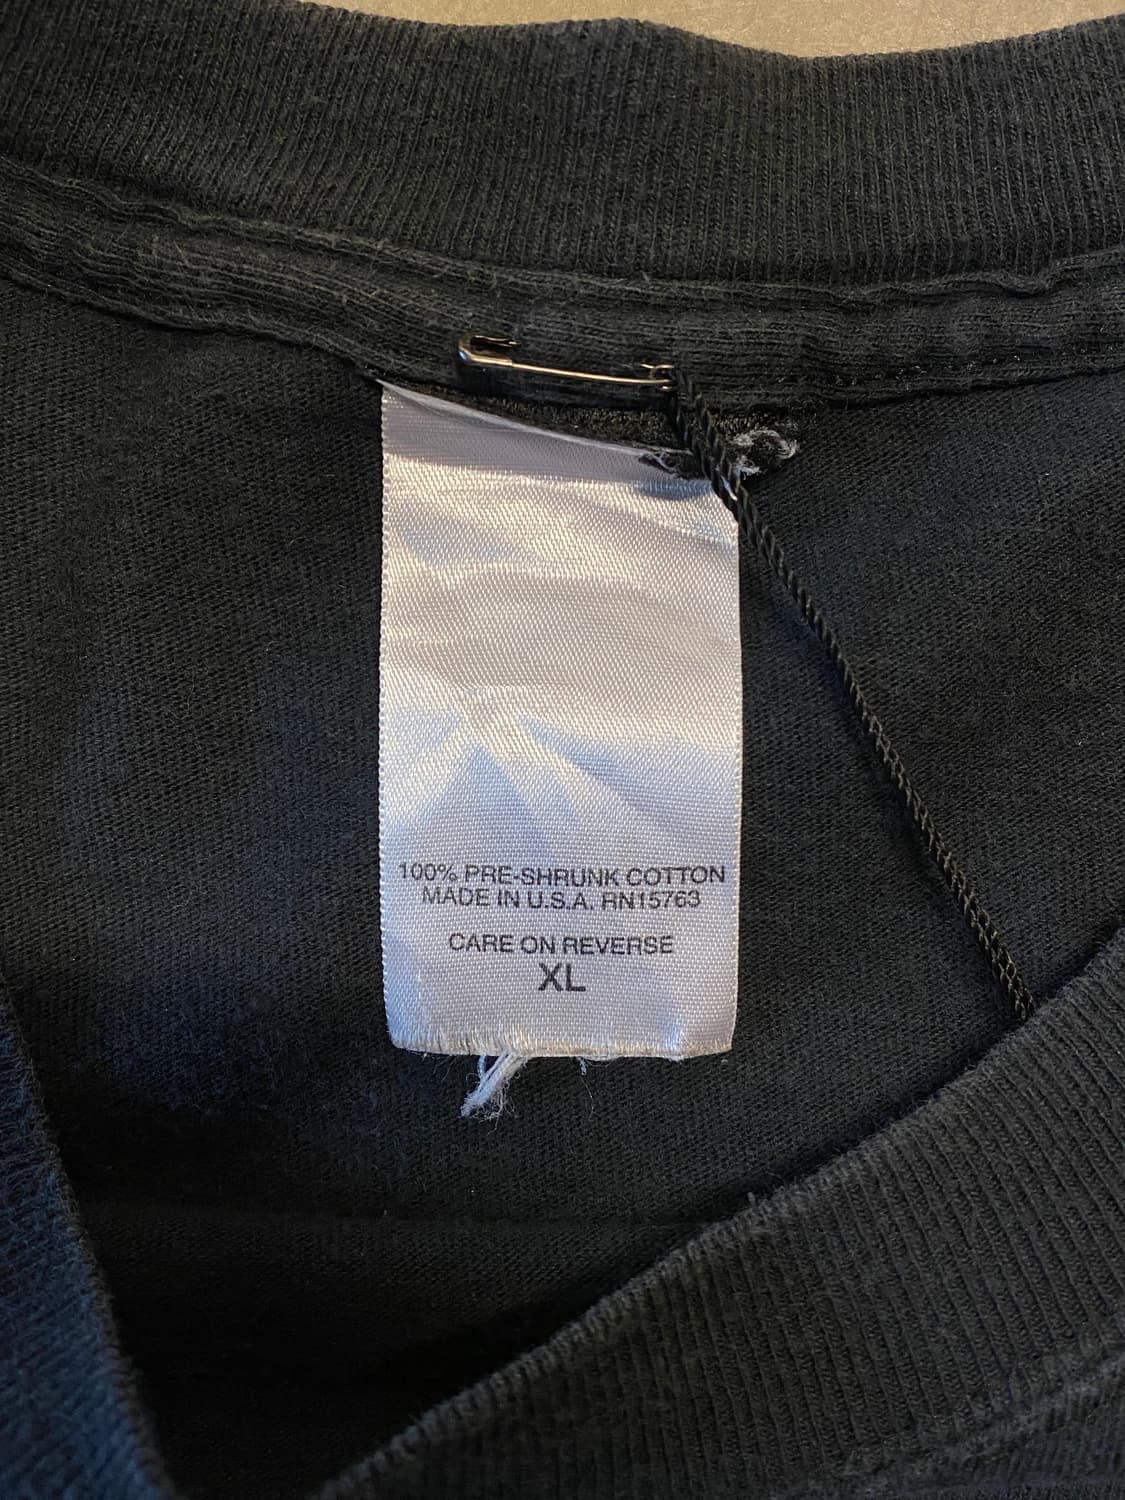 100% PRE-SHRUNK COTTON
MADE IN U.S.A. RN15763
CARE ON REVERSE
XL